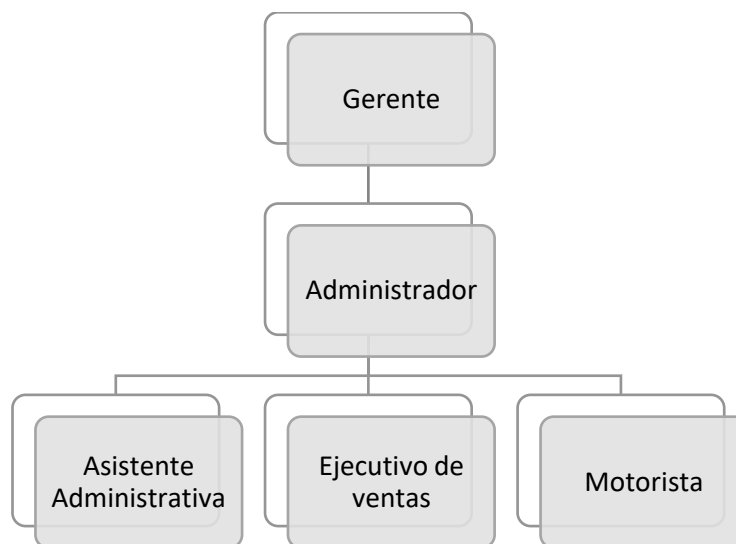 Gerente
Administrador
Asistente
Administrativa
Ejecutivo de
ventas
Motorista